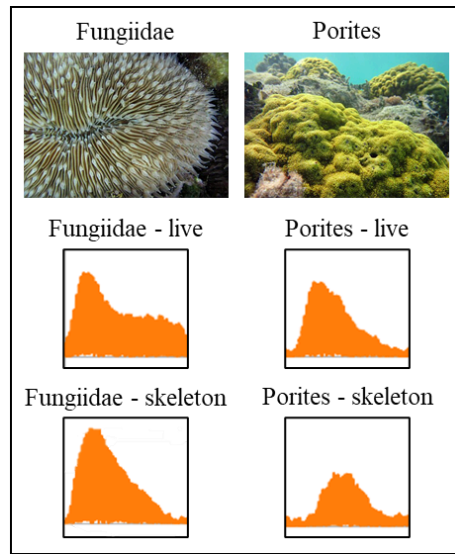 Fungiidae
Porites
Fungiidae - live
Porites - live
Fungiidae - skeleton
Porites - skeleton